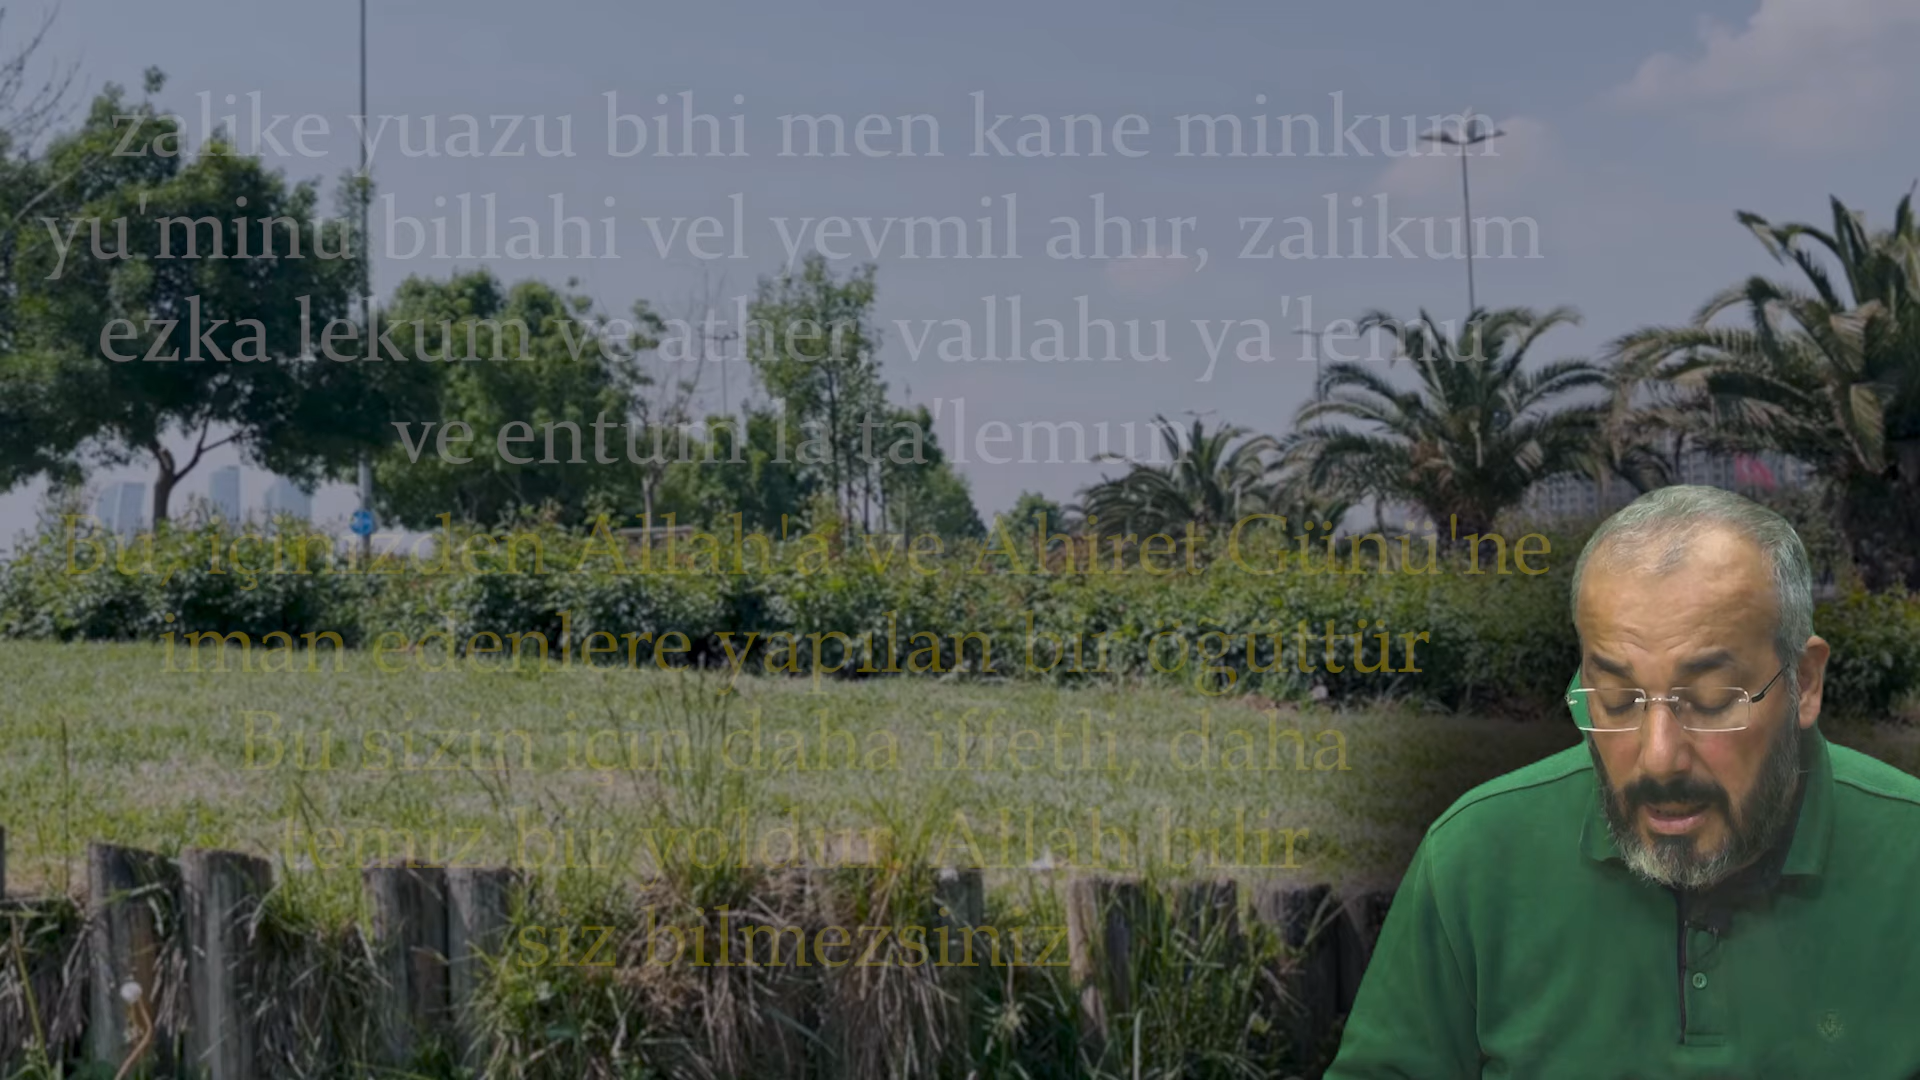 zalike yuazu bihi men kane minkum
yu'minu billahi vel yevmil ahır, zalikum
ezka lekum ve ather, vallahu ya'lemu
ve entum la ta'lemun
Bu, içinizden Allah'a ve Ahiret Günü'ne
iman edenlere yapılan bir öğüttür
Bu sizin için daha iffetli, daha
temiz bir yoldur, Allah bilir
siz bilmezsiniz